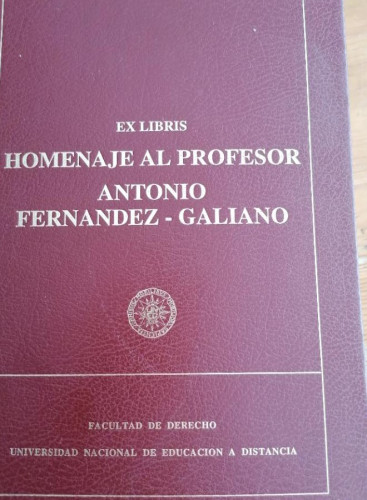 EX LIBRIS
HOMENAJE AL PROFESOR
ANTONIO
FERNANDEZ - GALIANO
FACULTAD DE DERECHO
UNIVERSIDAD NACIONAL DE EDUCACION A DISTANCIA